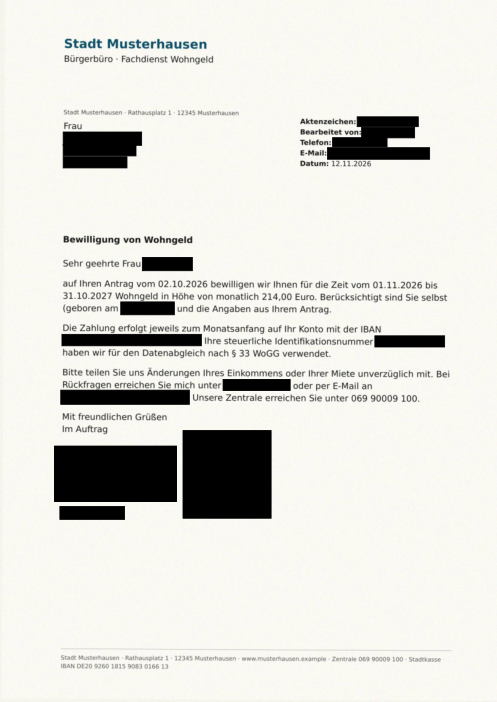 Stadt Musterhausen
Bürgerbüro · Fachdienst Wohngeld
Stadt Musterhausen · Rathausplatz 1 · 12345 Musterhausen
Frau
Aktenzeichen:
Bearbeitet von:
Telefon:
E-Mail:
Datum: 12.11.2026
Bewilligung von Wohngeld
Sehr geehrte Frau
auf Ihren Antrag vom 02.10.2026 bewilligen wir Ihnen für die Zeit vom 01.11.2026 bis
31.10.2027 Wohngeld in Höhe von monatlich 214,00 Euro. Berücksichtigt sind Sie selbst
(geboren am und die Angaben aus Ihrem Antrag.
Die Zahlung erfolgt jeweils zum Monatsanfang auf Ihr Konto mit der IBAN
Ihre steuerliche Identifikationsnummer
haben wir für den Datenabgleich nach § 33 WoGG verwendet.
Bitte teilen Sie uns Änderungen Ihres Einkommens oder Ihrer Miete unverzüglich mit. Bei
Rückfragen erreichen Sie mich unter oder per E-Mail an
Unsere Zentrale erreichen Sie unter 069 90009 100.
Mit freundlichen Grüßen
Im Auftrag
Stadt Musterhausen · Rathausplatz 1 · 12345 Musterhausen · www.musterhausen.example · Zentrale 069 90009 100 · Stadtkasse
IBAN DE20 9260 1815 9083 0166 13